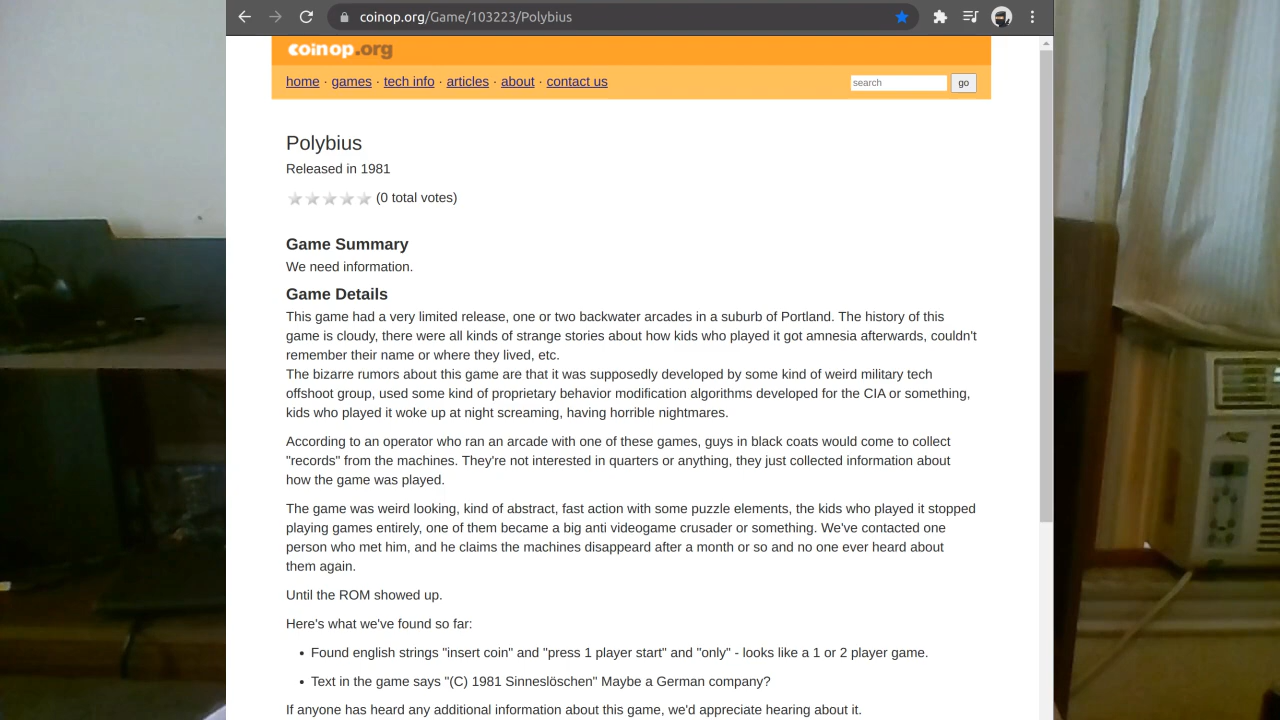 coinop.org/Game/103223/Polybius
coinop.org
home · games · tech info · articles · about · contact us
search
go
Polybius
Released in 1981
(0 total votes)
Game Summary
We need information.
Game Details
This game had a very limited release, one or two backwater arcades in a suburb of Portland. The history of this
game is cloudy, there were all kinds of strange stories about how kids who played it got amnesia afterwards, couldn't
remember their name or where they lived, etc.
The bizarre rumors about this game are that it was supposedly developed by some kind of weird military tech
offshoot group, used some kind of proprietary behavior modification algorithms developed for the CIA or something,
kids who played it woke up at night screaming, having horrible nightmares.
According to an operator who ran an arcade with one of these games, guys in black coats would come to collect
"records" from the machines. They're not interested in quarters or anything, they just collected information about
how the game was played.
The game was weird looking, kind of abstract, fast action with some puzzle elements, the kids who played it stopped
playing games entirely, one of them became a big anti videogame crusader or something. We've contacted one
person who met him, and he claims the machines disappeard after a month or so and no one ever heard about
them again.
Until the ROM showed up.
Here's what we've found so far:
• Found english strings "insert coin" and "press 1 player start" and "only" - looks like a 1 or 2 player game.
• Text in the game says "(C) 1981 Sinneslöschen" Maybe a German company?
If anyone has heard any additional information about this game, we'd appreciate hearing about it.